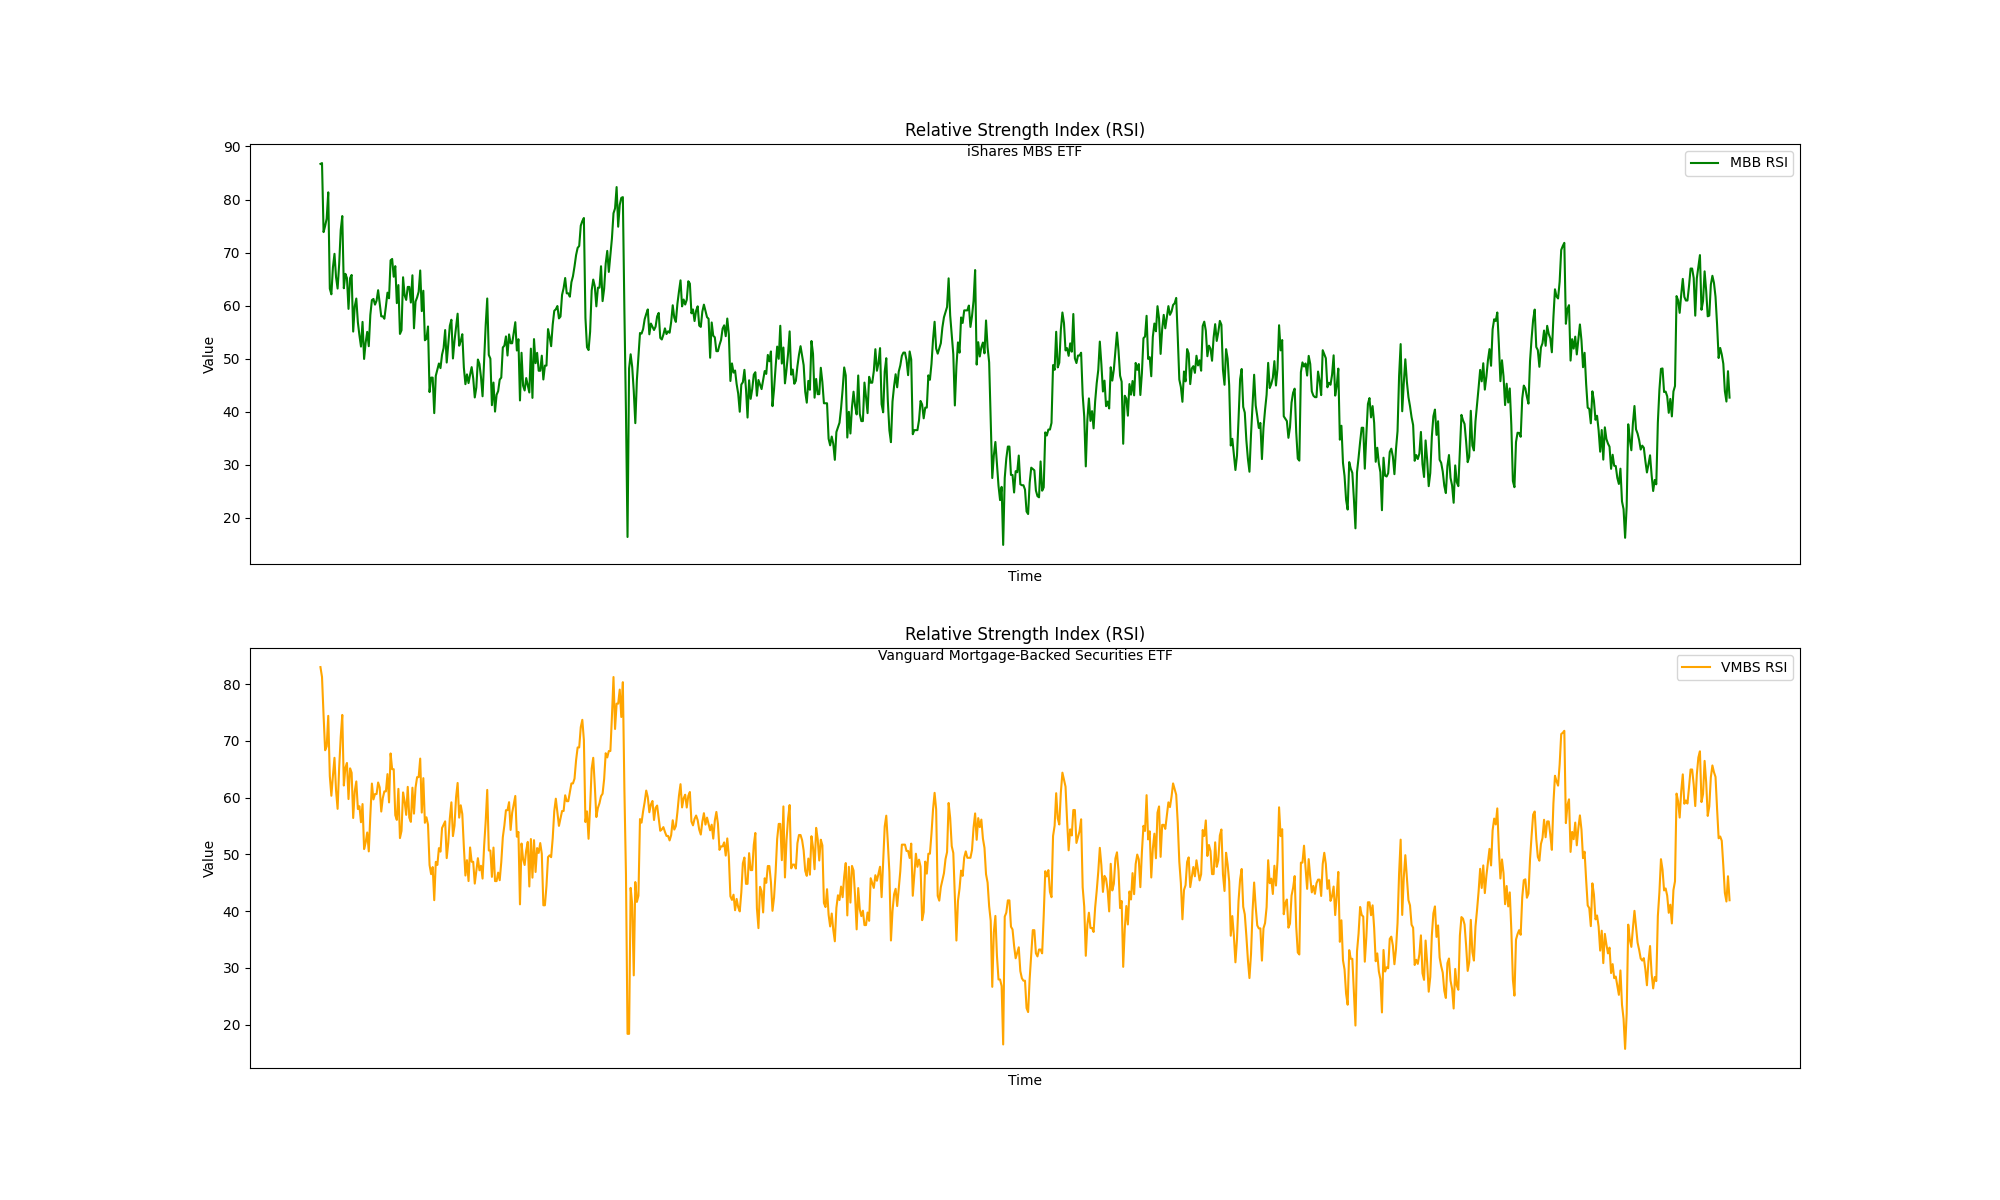 Relative Strength Index (RSI)
iShares MBS ETF
MBB RSI
90
80
70
60
50
40
30
20
Value
Time
Relative Strength Index (RSI)
Vanguard Mortgage-Backed Securities ETF
VMBS RSI
80
70
60
50
40
30
20
Value
Time